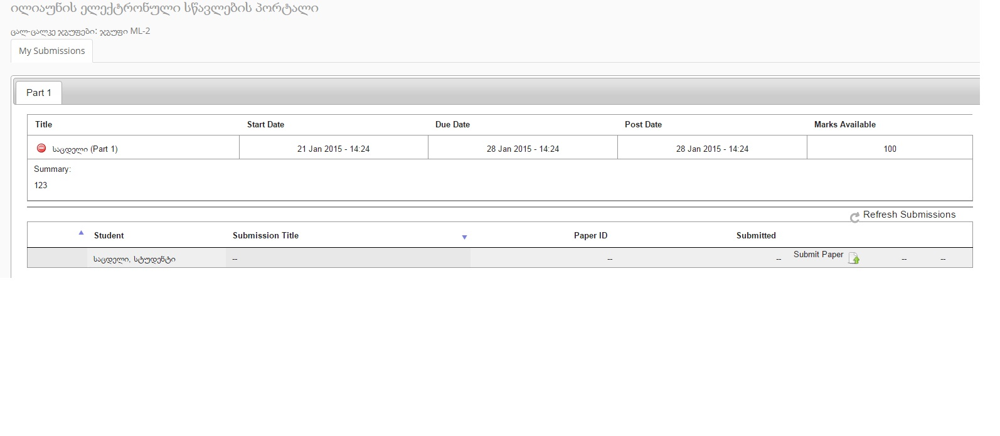 ილიაუნის ელექტრონული სწავლების პორტალი
ცალ-ცალკე ჯგუფები: ჯგუფი ML-2
My Submissions
Part 1
Title Start Date Due Date Post Date Marks Available
საცდელი (Part 1) 21 Jan 2015 - 14:24 28 Jan 2015 - 14:24 28 Jan 2015 - 14:24 100
Summary:
123
Refresh Submissions
Student Submission Title Paper ID Submitted
საცდელი, სტუდენტი -- -- -- Submit Paper -- --